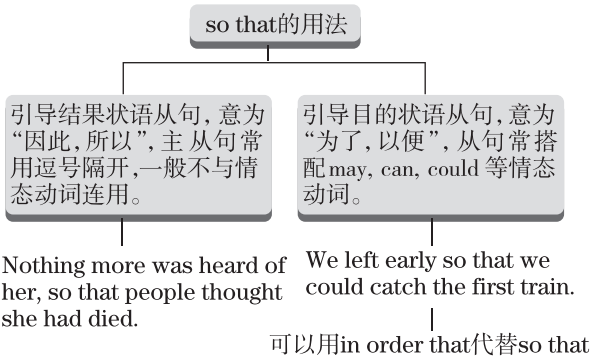 so that的用法
引导结果状语从句，意为
“因此，所以”，主从句常
用逗号隔开，一般不与情
态动词连用。
Nothing more was heard of
her, so that people thought
she had died.
引导目的状语从句，意为
“为了，以便”，从句常搭
配may, can, could 等情态
动词。
We left early so that we
could catch the first train.
可以用in order that代替so that